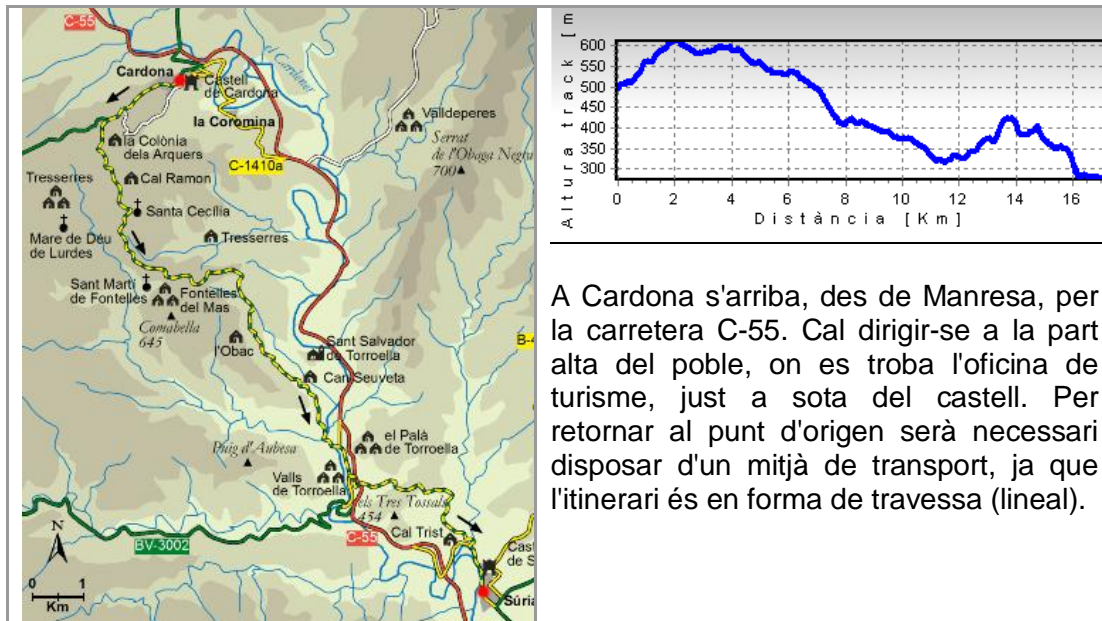 C-55
Cardona
Castell
de Cardona
Cardoner
la Coromina
Valldeperes
Serrat
de l'Obaga Negra
700
la Colònia
dels Arquers
C-1410a
Tresserres
Cal Ramon
Santa Cecília
Mare de Déu
de Lurdes
Tresserres
Sant Martí
de Fontelles
Fontelles
del Mas
Comabella
645
l'Obac
Sant Salvador
de Torroella
B-4
Can Seuveta
Puig d'Aubesa
el Palà
de Torroella
Valls
de Torroella
els Tres Tossals
454
Cal Trist
C-55
BV-3002
Cast
de S
Súria
N
0 1
Km
Altura track [m
600
550
500
450
400
350
300
0 2 4 6 8 10 12 14 16
Distància [Km]
A Cardona s'arriba, des de Manresa, per
la carretera C-55. Cal dirigir-se a la part
alta del poble, on es troba l'oficina de
turisme, just a sota del castell. Per
retornar al punt d'origen serà necessari
disposar d'un mitjà de transport, ja que
l'itinerari és en forma de travessa (lineal).